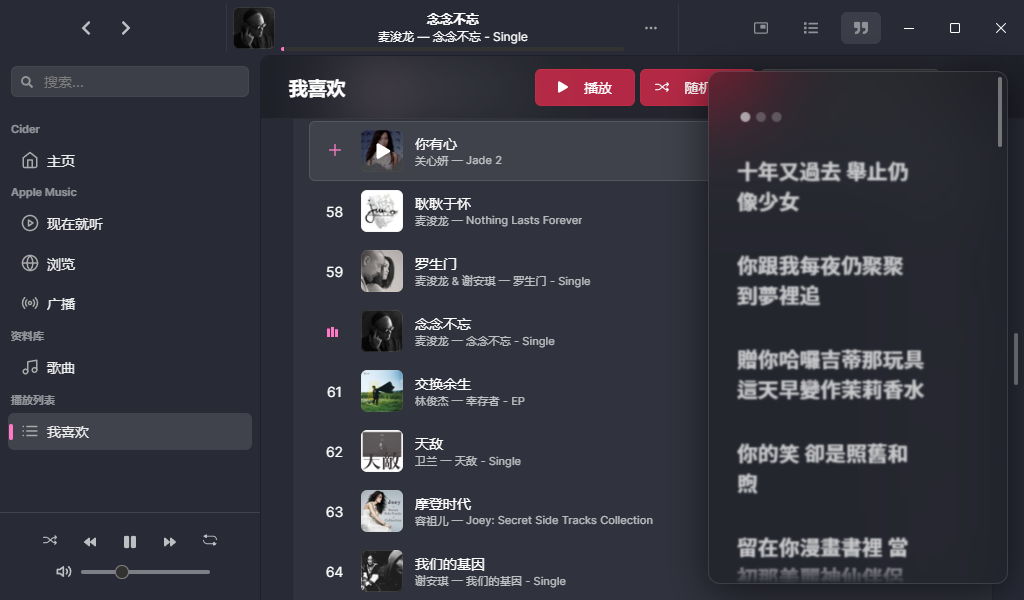 念念不忘
麦浚龙 — 念念不忘 - Single
搜索...
Cider
主页
Apple Music
现在就听
浏览
广播
资料库
歌曲
播放列表
我喜欢
我喜欢
播放
随机
你有心
关心妍 — Jade 2
58
耿耿于怀
麦浚龙 — Nothing Lasts Forever
59
罗生门
麦浚龙 & 谢安琪 — 罗生门 - Single
念念不忘
麦浚龙 — 念念不忘 - Single
61
交换余生
林俊杰 — 幸存者 - EP
62
天敌
卫兰 — 天敌 - Single
63
摩登时代
容祖儿 — Joey: Secret Side Tracks Collection
64
我们的基因
谢安琪 — 我们的基因 - Single
十年又過去 舉止仍
像少女
你跟我每夜仍聚聚
到夢裡追
贈你哈囉吉蒂那玩具
這天早變作茉莉香水
你的笑 卻是照舊和
煦
留在你漫畫書裡 當
初那美麗神仙伴侶